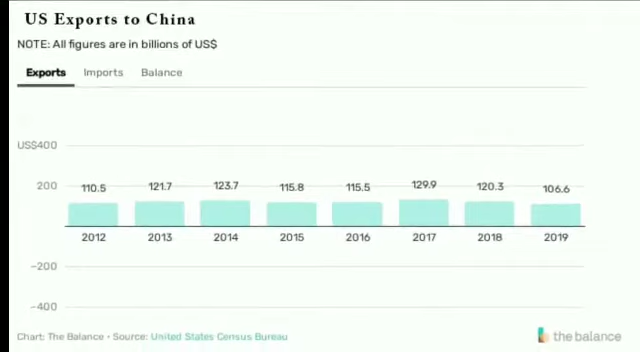 US Exports to China
NOTE: All figures are in billions of US$
Exports Imports Balance
US$400
200
110.5 121.7 123.7 115.8 115.5 129.9 120.3 106.6
2012 2013 2014 2015 2016 2017 2018 2019
−200
−400
Chart: The Balance • Source: United States Census Bureau
the balance